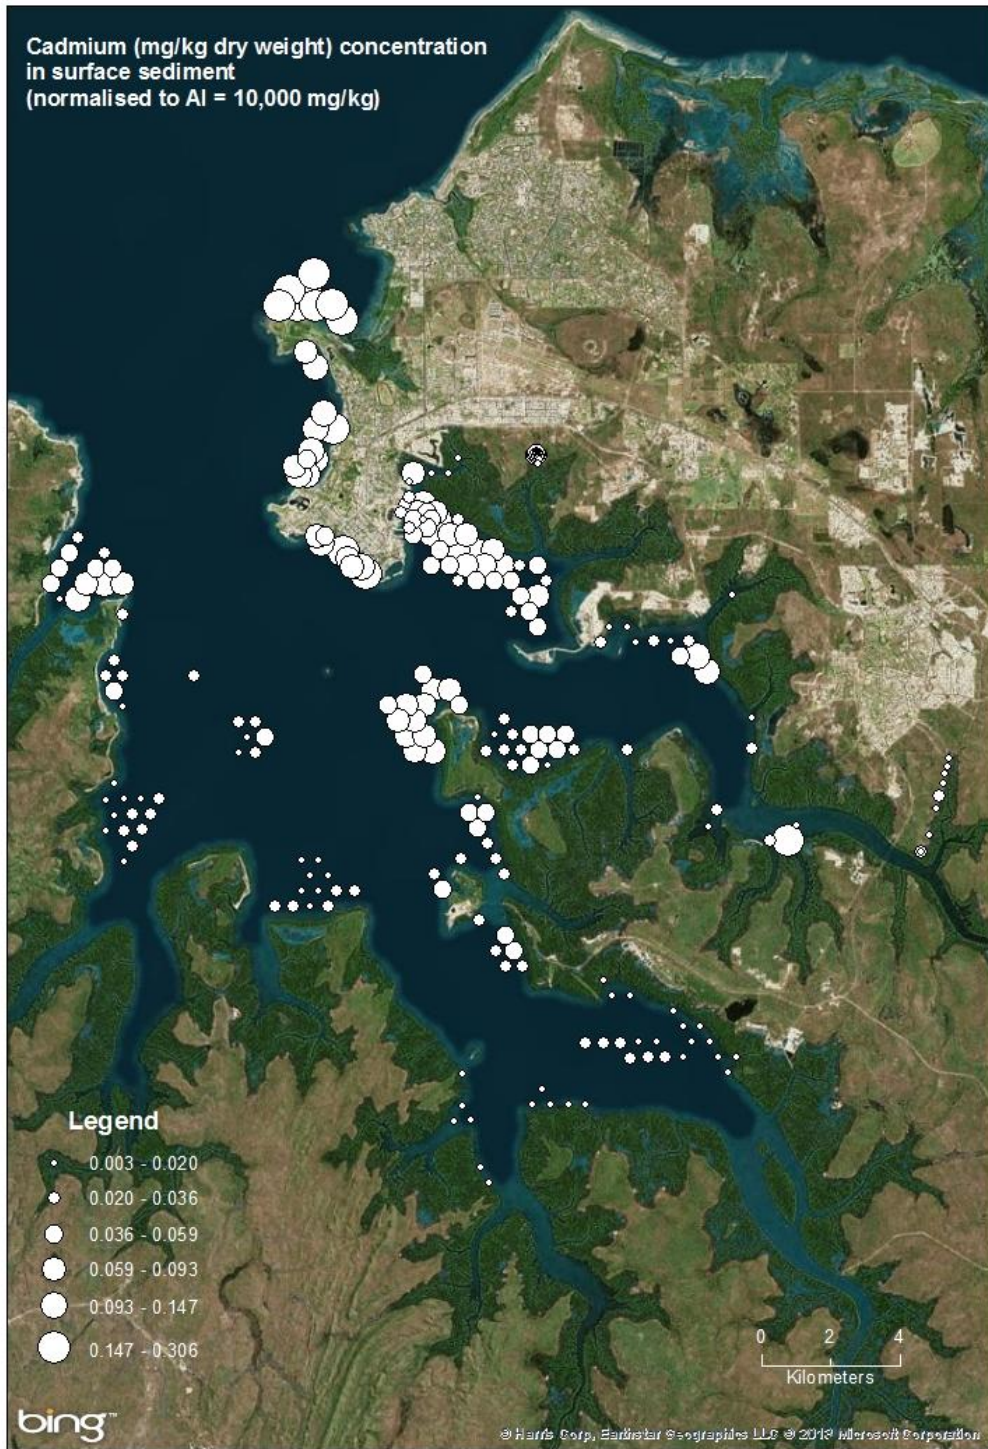 Cadmium (mg/kg dry weight) concentration
in surface sediment
(normalised to Al = 10,000 mg/kg)
Legend
0.003 - 0.020
0.020 - 0.036
0.036 - 0.059
0.059 - 0.093
0.093 - 0.147
0.147 - 0.306
0 2 4
Kilometers
bing™
© Harris Corp, Earthstar Geographics LLC © 2013 Microsoft Corporation